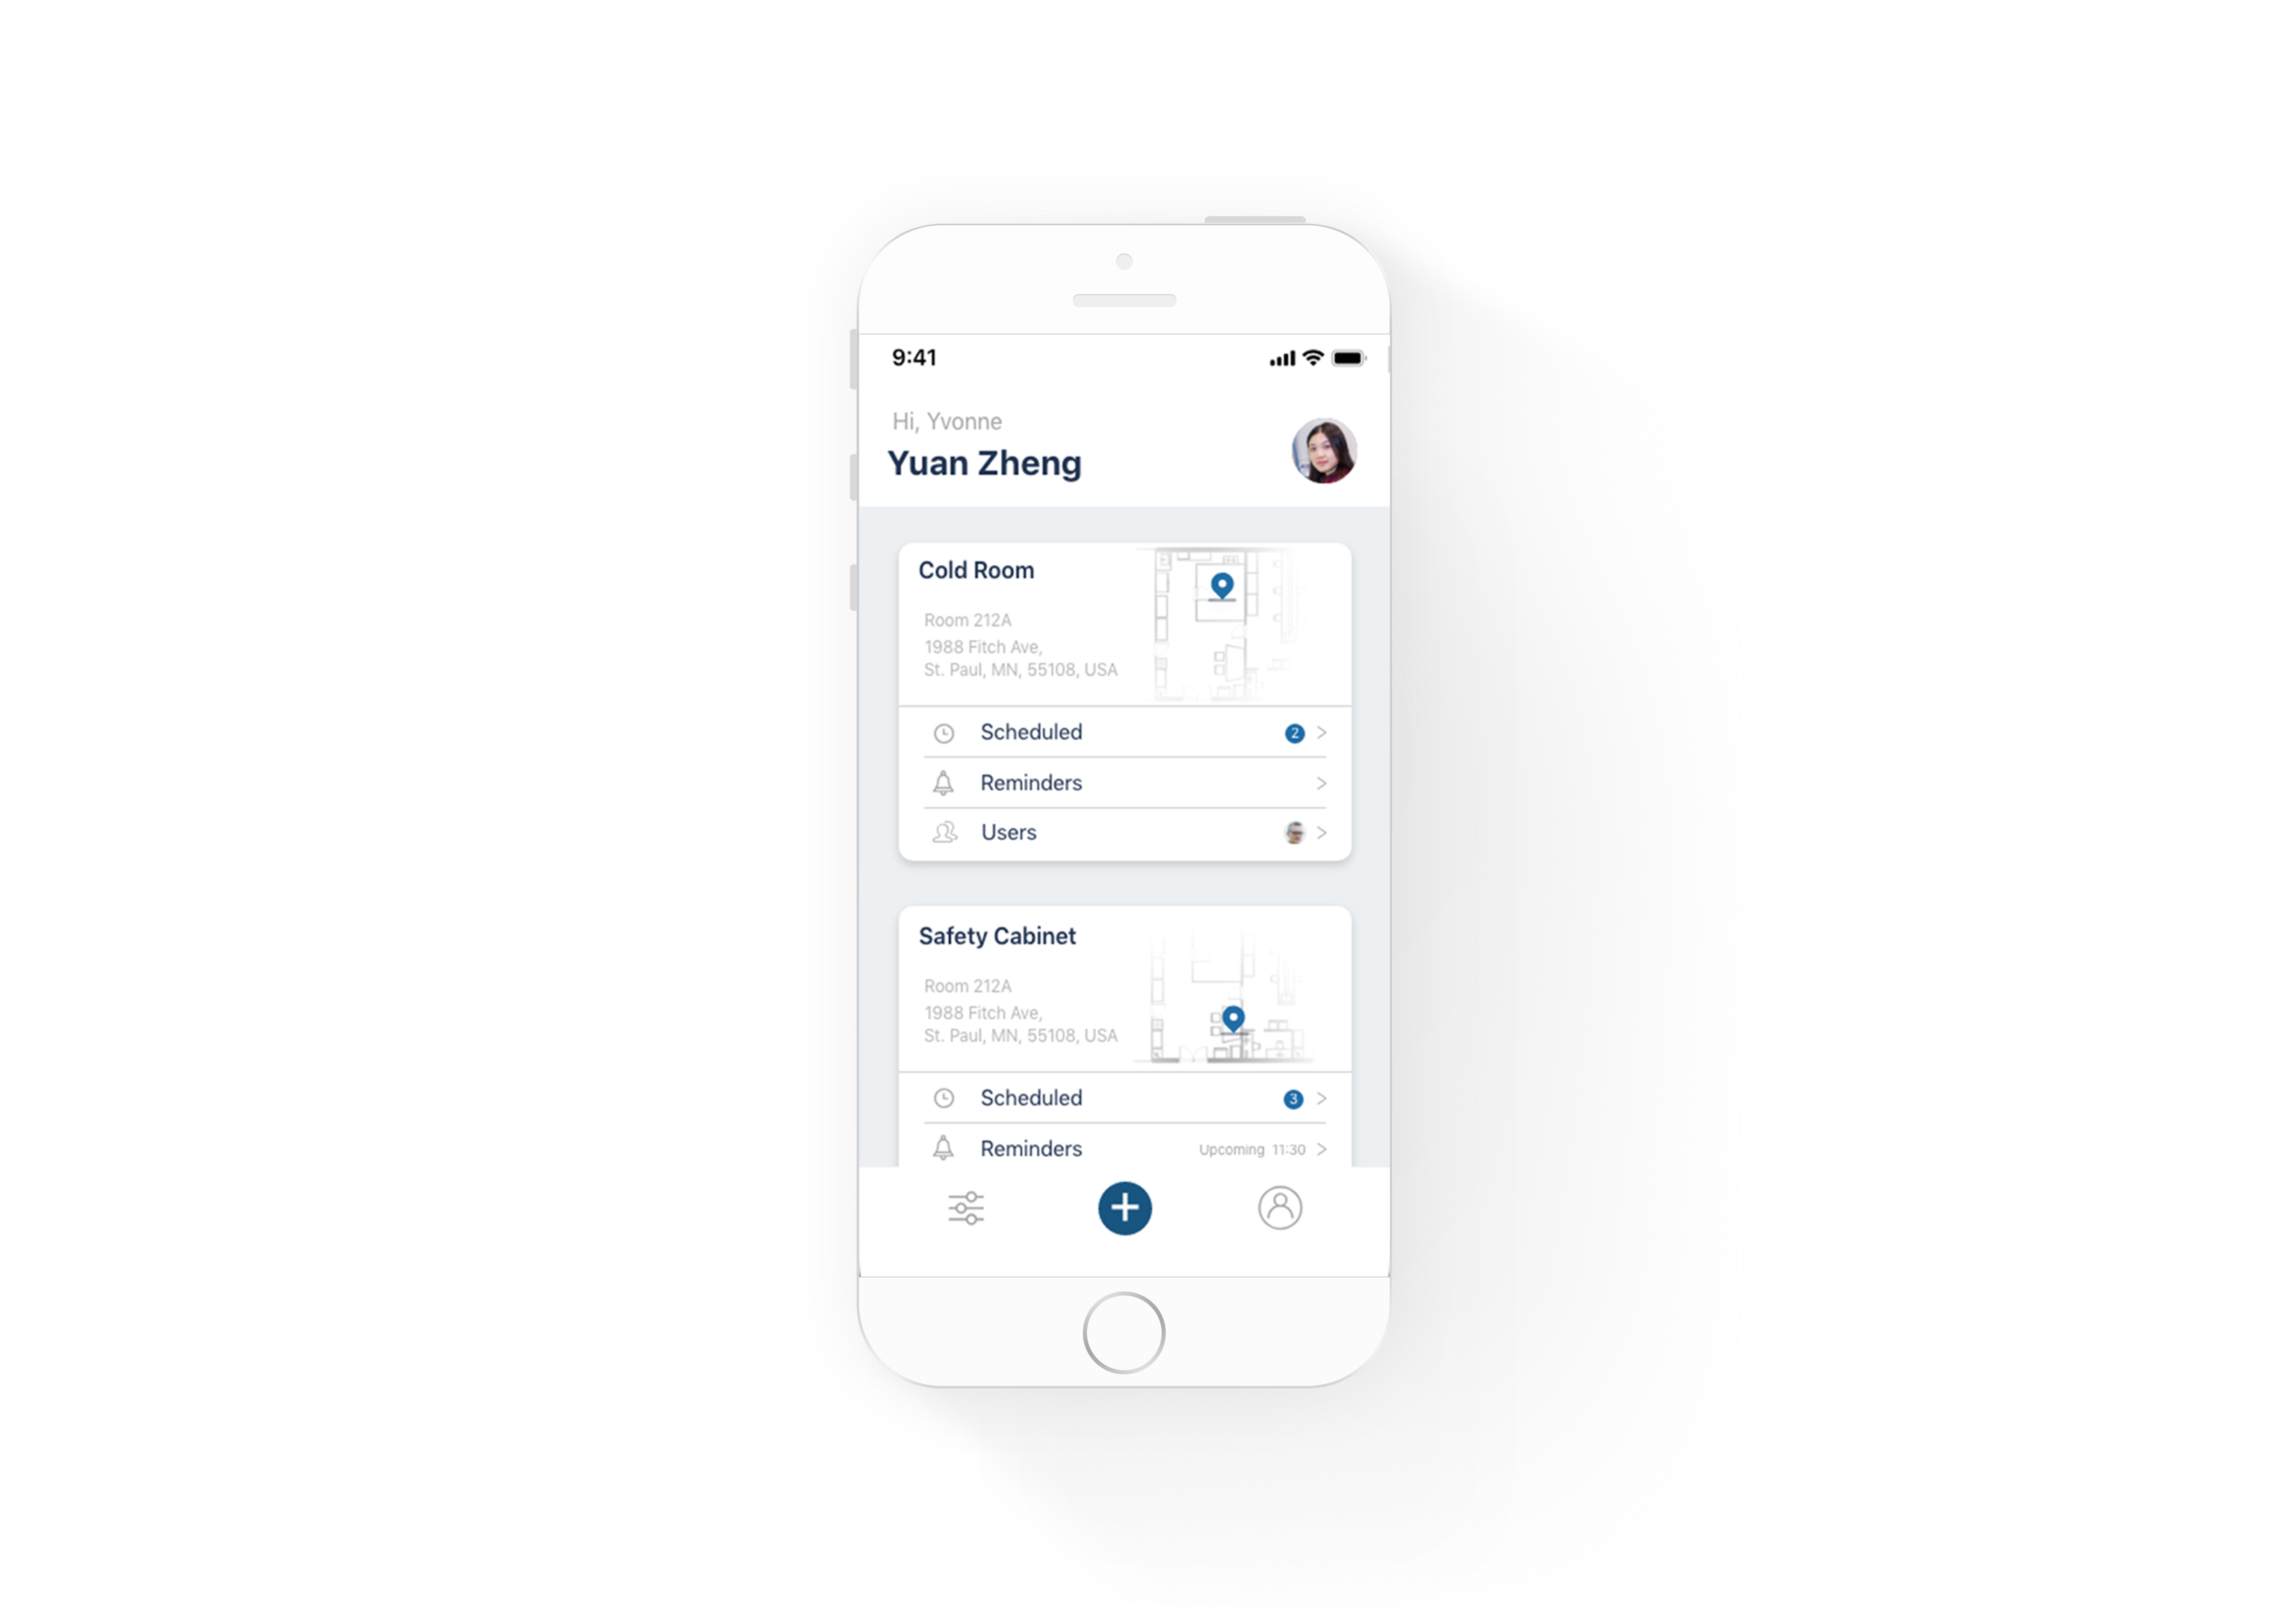 9:41
Hi, Yvonne
Yuan Zheng
Cold Room
Room 212A
1988 Fitch Ave,
St. Paul, MN, 55108, USA
Scheduled 2
Reminders
Users
Safety Cabinet
Room 212A
1988 Fitch Ave,
St. Paul, MN, 55108, USA
Scheduled 3
Reminders Upcoming 11:30